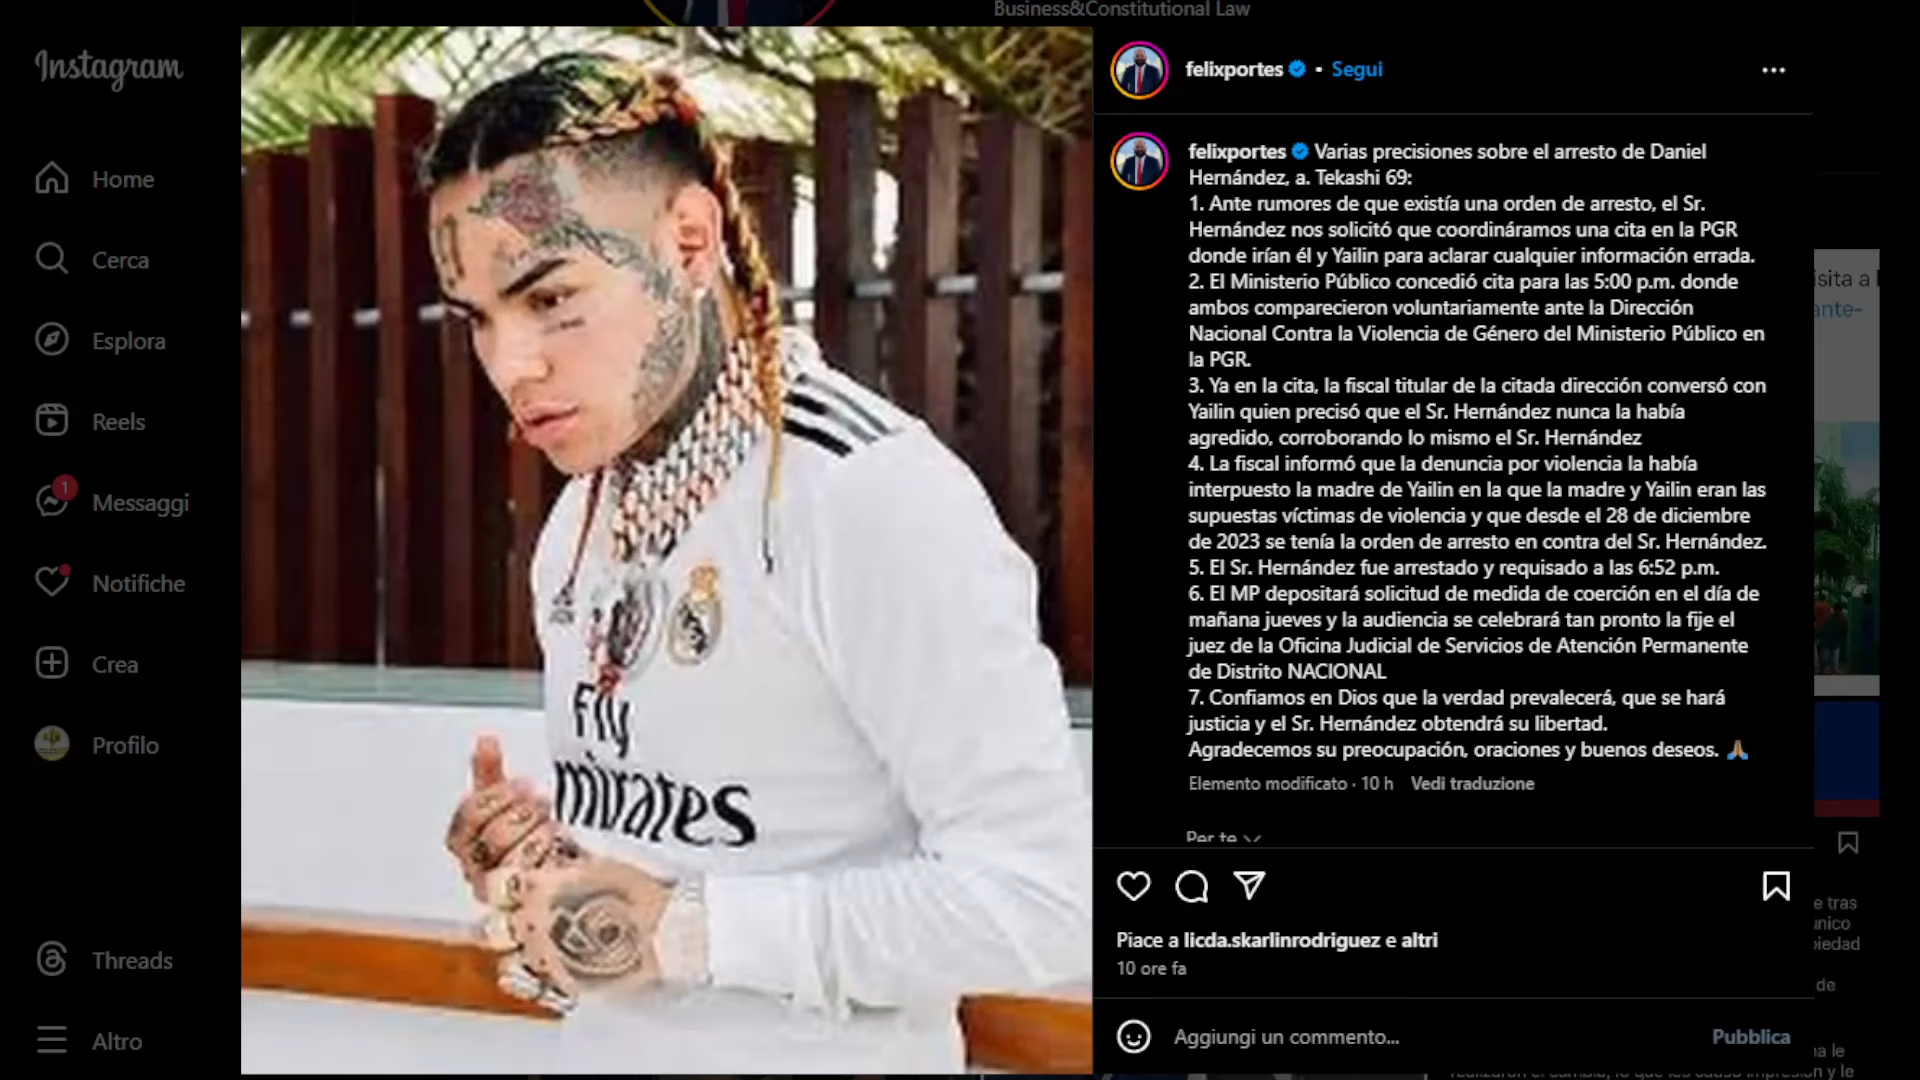 Business&Constitutional Law
Instagram
Home
Cerca
Esplora
Reels
1
Messaggi
Notifiche
Crea
Profilo
Threads
Altro
Fly
mirates
felixportes • Segui
felixportes Varias precisiones sobre el arresto de Daniel
Hernández, a. Tekashi 69:
1. Ante rumores de que existía una orden de arresto, el Sr.
Hernández nos solicitó que coordináramos una cita en la PGR
donde irían él y Yailin para aclarar cualquier información errada.
2. El Ministerio Público concedió cita para las 5:00 p.m. donde
ambos comparecieron voluntariamente ante la Dirección
Nacional Contra la Violencia de Género del Ministerio Público en
la PGR.
3. Ya en la cita, la fiscal titular de la citada dirección conversó con
Yailin quien precisó que el Sr. Hernández nunca la había
agredido, corroborando lo mismo el Sr. Hernández
4. La fiscal informó que la denuncia por violencia la había
interpuesto la madre de Yailin en la que la madre y Yailin eran las
supuestas víctimas de violencia y que desde el 28 de diciembre
de 2023 se tenía la orden de arresto en contra del Sr. Hernández.
5. El Sr. Hernández fue arrestado y requisado a las 6:52 p.m.
6. El MP depositará solicitud de medida de coerción en el día de
mañana jueves y la audiencia se celebrará tan pronto la fije el
juez de la Oficina Judicial de Servicios de Atención Permanente
de Distrito NACIONAL
7. Confiamos en Dios que la verdad prevalecerá, que se hará
justicia y el Sr. Hernández obtendrá su libertad.
Agradecemos su preocupación, oraciones y buenos deseos. 🙏🏽
Elemento modificato · 10 h Vedi traduzione
Per te
Piace a licda.skarlinrodriguez e altri
10 ore fa
Aggiungi un commento...
Pubblica
isita a l
ante-
e tras
unico
piedad
de
na le